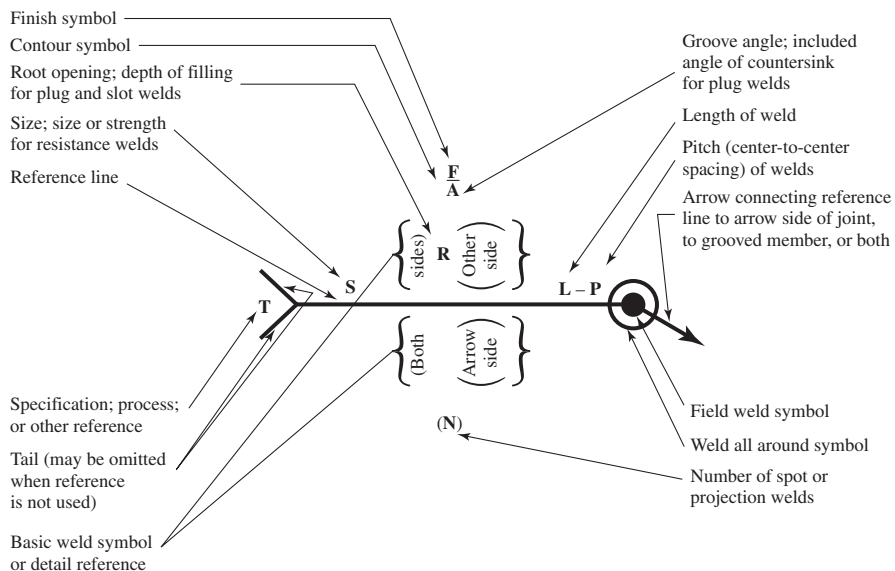 Finish symbol
Contour symbol
Root opening; depth of filling
for plug and slot welds
Size; size or strength
for resistance welds
Reference line
Groove angle; included
angle of countersink
for plug welds
Length of weld
Pitch (center-to-center
spacing) of welds
Arrow connecting reference
line to arrow side of joint,
to grooved member, or both
F
A
R
sides)
(Other
side)
S
L – P
T
(Both
(Arrow
side)
(N)
Specification; process;
or other reference
Tail (may be omitted
when reference
is not used)
Basic weld symbol
or detail reference
Field weld symbol
Weld all around symbol
Number of spot or
projection welds